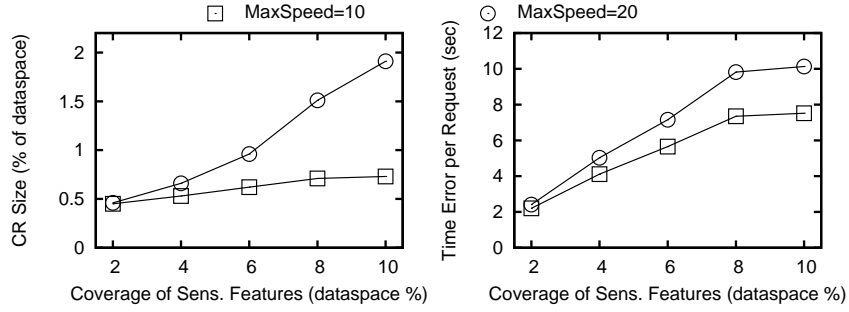 MaxSpeed=10
MaxSpeed=20
CR Size (% of dataspace)
2
1.5
1
0.5
0
2 4 6 8 10
Coverage of Sens. Features (dataspace %)
Time Error per Request (sec)
12
10
8
6
4
2
0
2 4 6 8 10
Coverage of Sens. Features (dataspace %)